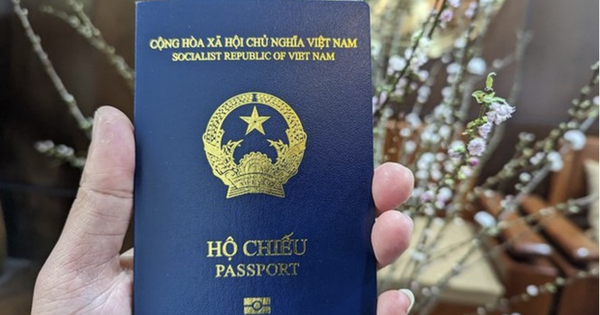 CỘNG HÒA XÃ HỘI CHỦ NGHĨA VIỆT NAM
SOCIALIST REPUBLIC OF VIET NAM
HỘ CHIẾU
PASSPORT